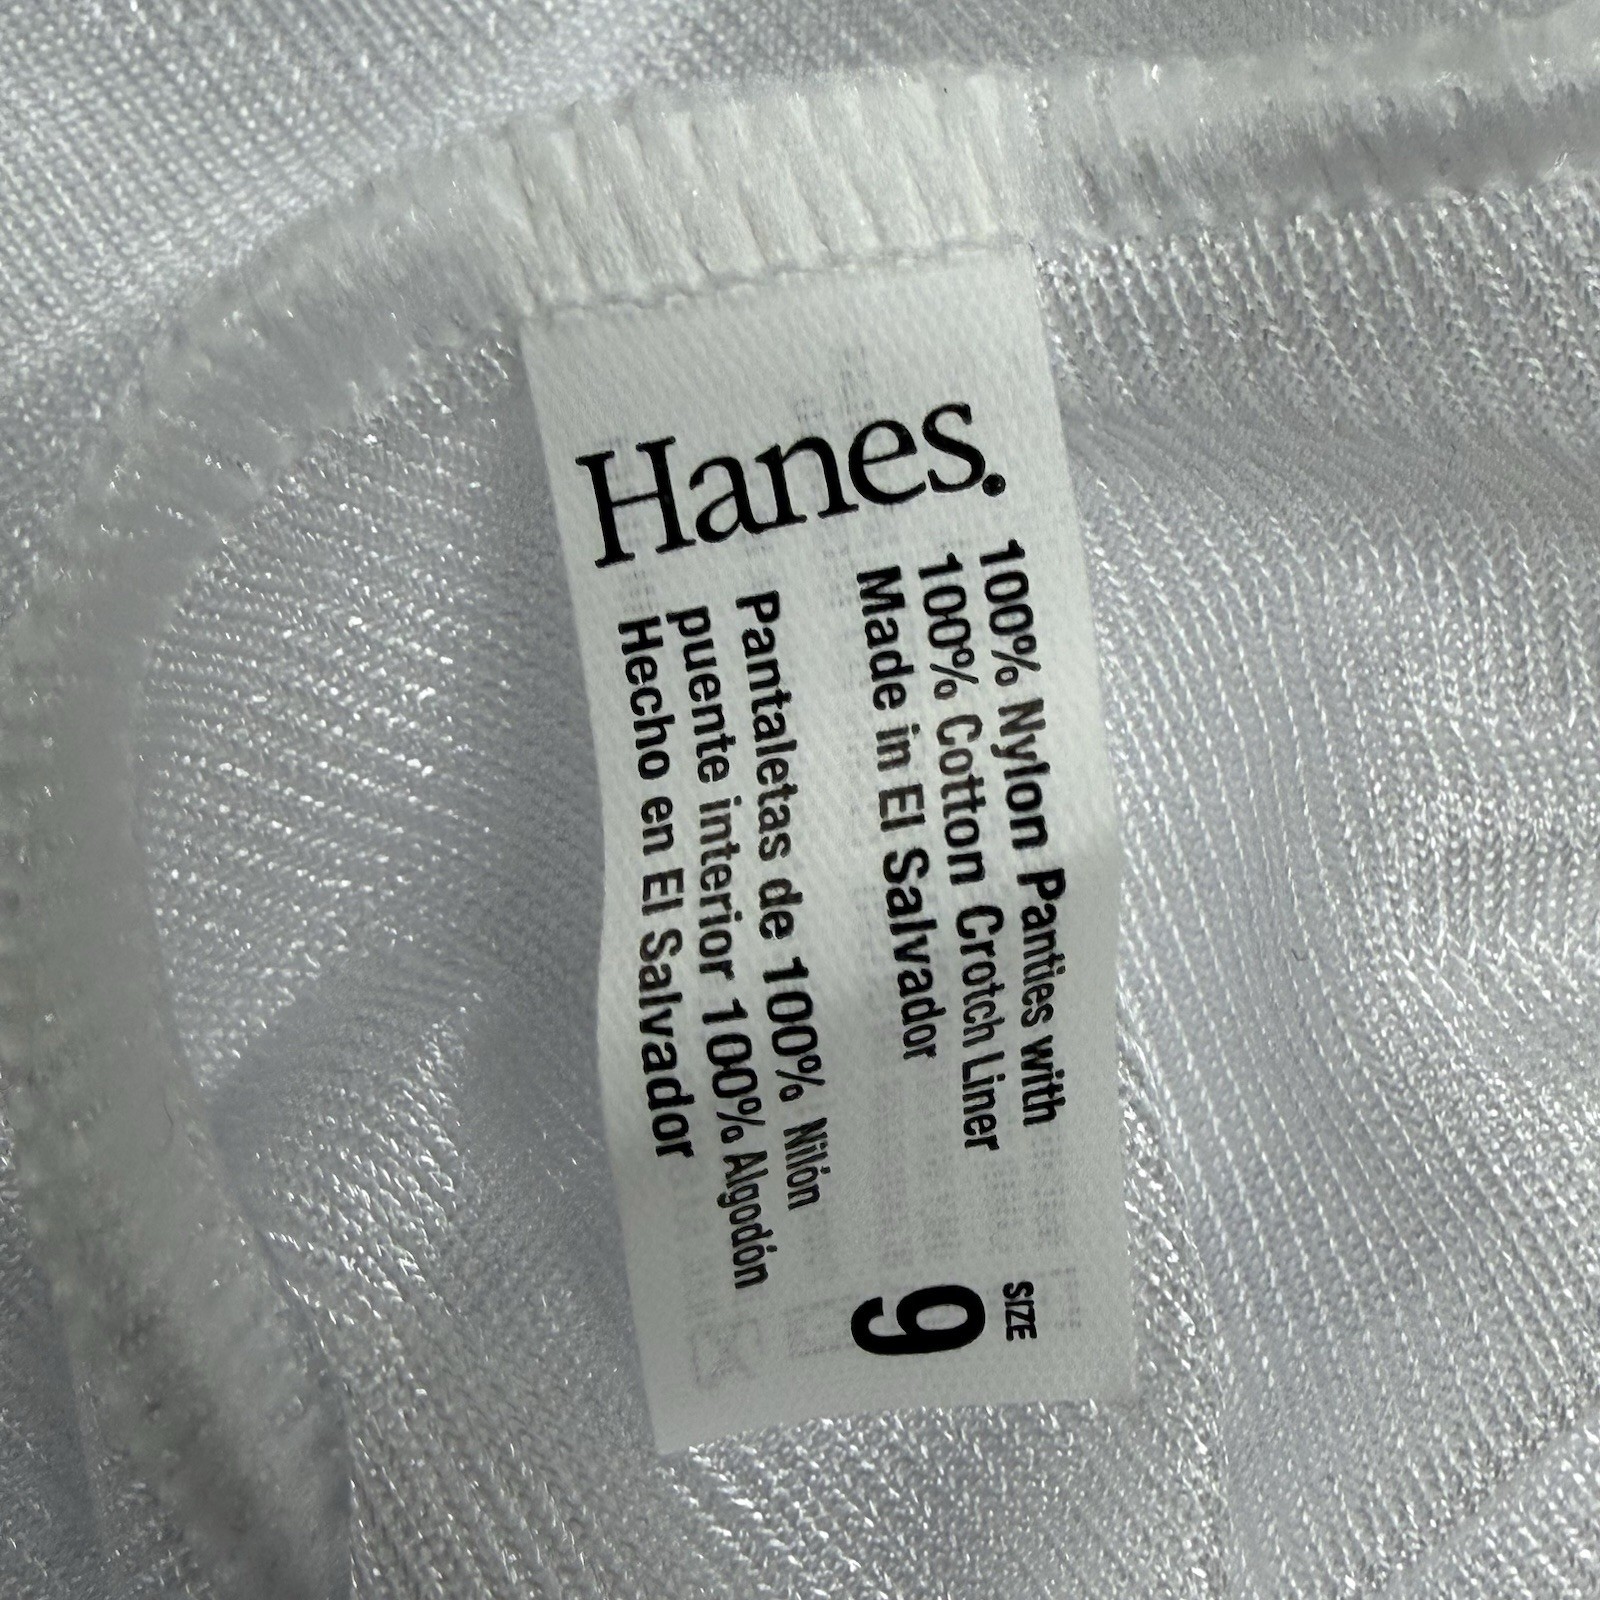 Hanes.
100% Nylon Panties with
100% Cotton Crotch Liner
Made in El Salvador
Pantaletas de 100% Nilón
puente interior 100% Algodón
Hecho en El Salvador
SIZE
9